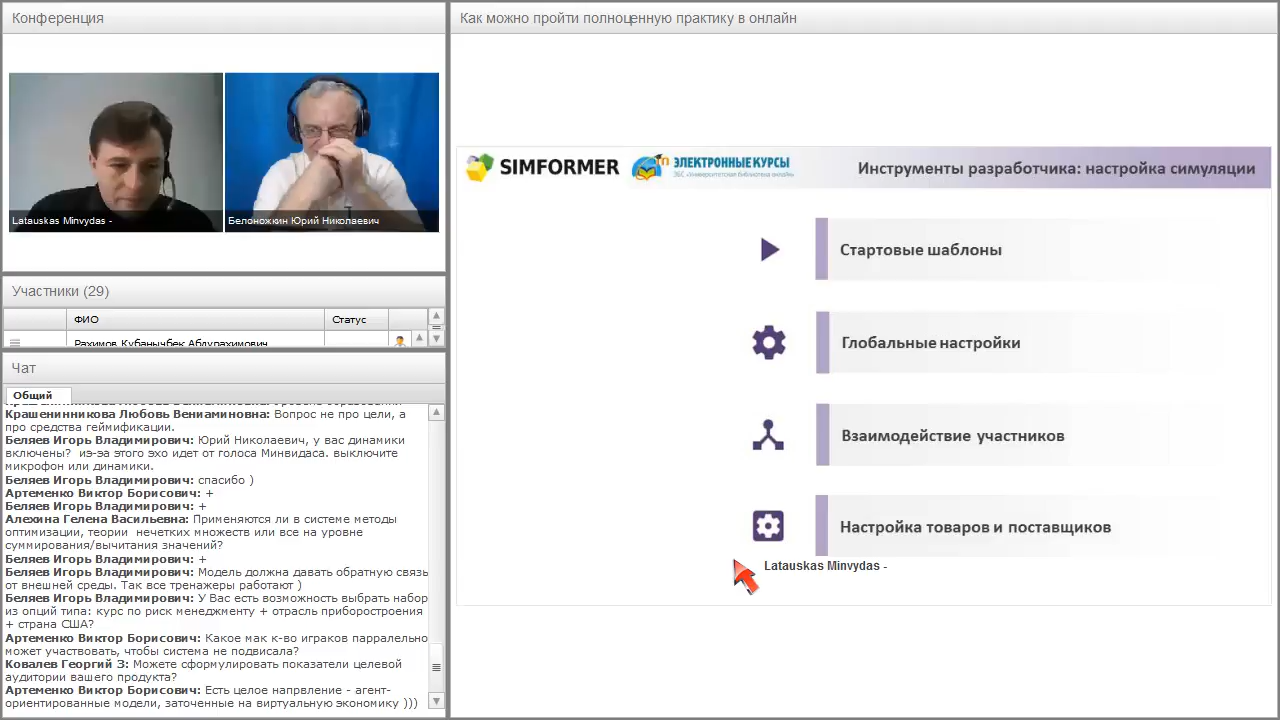 Конференция
Latauskas Minvydas -
Белоножкин Юрий Николаевич
Участники (29)
ФИО
Статус
Рахимов Кубанычбек Абдурахимович
Чат
Общий
Крашенинникова Любовь Вениаминовна: Вопрос не про цели, а
про средства геймификации.
Беляев Игорь Владимирович: Юрий Николаевич, у вас динамики
включены? из-за этого эхо идет от голоса Минвидаса. выключите
микрофон или динамики.
Беляев Игорь Владимирович: спасибо )
Артеменко Виктор Борисович: +
Беляев Игорь Владимирович: +
Алехина Гелена Васильевна: Применяются ли в системе методы
оптимизации, теории нечетких множеств или все на уровне
суммирования/вычитания значений?
Беляев Игорь Владимирович: +
Беляев Игорь Владимирович: Модель должна давать обратную связь
от внешней среды. Так все тренажеры работают )
Беляев Игорь Владимирович: У Вас есть возможность выбрать набор
из опций типа: курс по риск менеджменту + отрасль приборостроения
+ страна США?
Артеменко Виктор Борисович: Какое мак к-во играков парралельно
может участвовать, чтобы система не подвисала?
Ковалев Георгий З: Можете сформулировать показатели целевой
аудитории вашего продукта?
Артеменко Виктор Борисович: Есть целое напрвление - агент-
ориентированные модели, заточенные на виртуальную экономику )))
Как можно пройти полноценную практику в онлайн
SIMFORMER
ЭЛЕКТРОННЫЕ КУРСЫ
ЭБС «Университетская библиотека онлайн»
Инструменты разработчика: настройка симуляции
Стартовые шаблоны
Глобальные настройки
Взаимодействие участников
Настройка товаров и поставщиков
Latauskas Minvydas -